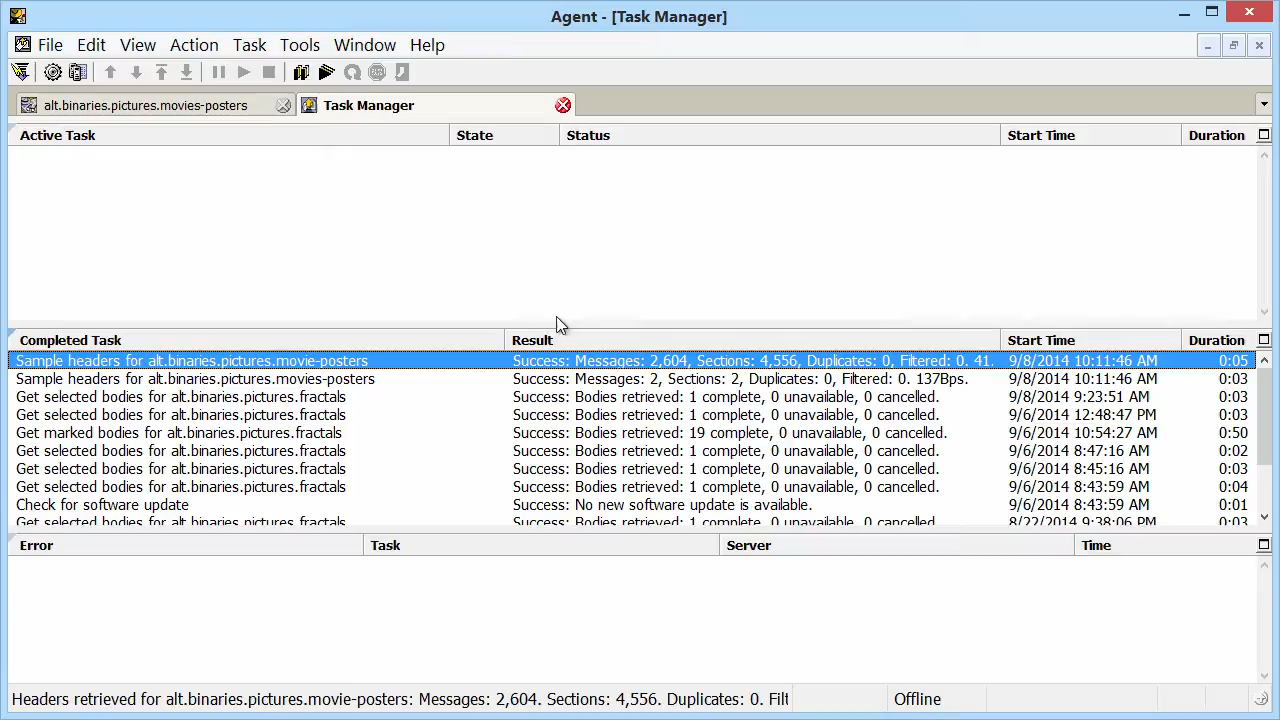 Agent - [Task Manager]
File Edit View Action Task Tools Window Help
alt.binaries.pictures.movies-posters Task Manager
Active Task State Status Start Time Duration
Completed Task Result Start Time Duration
Sample headers for alt.binaries.pictures.movie-posters Success: Messages: 2,604, Sections: 4,556, Duplicates: 0, Filtered: 0. 41. 9/8/2014 10:11:46 AM 0:05
Sample headers for alt.binaries.pictures.movies-posters Success: Messages: 2, Sections: 2, Duplicates: 0, Filtered: 0. 137Bps. 9/8/2014 10:11:46 AM 0:03
Get selected bodies for alt.binaries.pictures.fractals Success: Bodies retrieved: 1 complete, 0 unavailable, 0 cancelled. 9/8/2014 9:23:51 AM 0:03
Get selected bodies for alt.binaries.pictures.fractals Success: Bodies retrieved: 1 complete, 0 unavailable, 0 cancelled. 9/6/2014 12:48:47 PM 0:03
Get marked bodies for alt.binaries.pictures.fractals Success: Bodies retrieved: 19 complete, 0 unavailable, 0 cancelled. 9/6/2014 10:54:27 AM 0:50
Get selected bodies for alt.binaries.pictures.fractals Success: Bodies retrieved: 1 complete, 0 unavailable, 0 cancelled. 9/6/2014 8:47:16 AM 0:02
Get selected bodies for alt.binaries.pictures.fractals Success: Bodies retrieved: 1 complete, 0 unavailable, 0 cancelled. 9/6/2014 8:45:16 AM 0:03
Get selected bodies for alt.binaries.pictures.fractals Success: Bodies retrieved: 1 complete, 0 unavailable, 0 cancelled. 9/6/2014 8:43:59 AM 0:04
Check for software update Success: No new software update is available. 9/6/2014 8:43:59 AM 0:01
Get selected bodies for alt.binaries.pictures.fractals Success: Bodies retrieved: 1 complete, 0 unavailable, 0 cancelled. 8/22/2014 9:38:06 PM 0:03
Error Task Server Time
Headers retrieved for alt.binaries.pictures.movie-posters: Messages: 2,604. Sections: 4,556. Duplicates: 0. Filt Offline